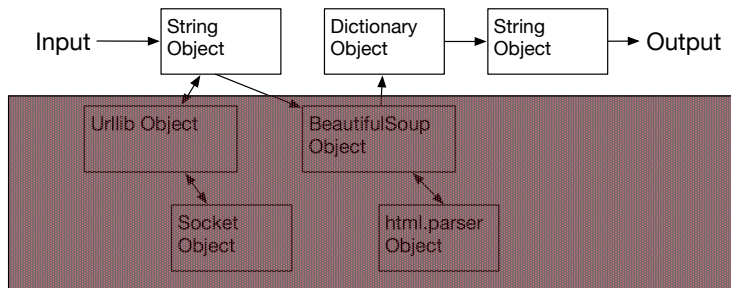 Input
String
Object
Dictionary
Object
String
Object
Output
Urllib Object
BeautifulSoup
Object
Socket
Object
html.parser
Object